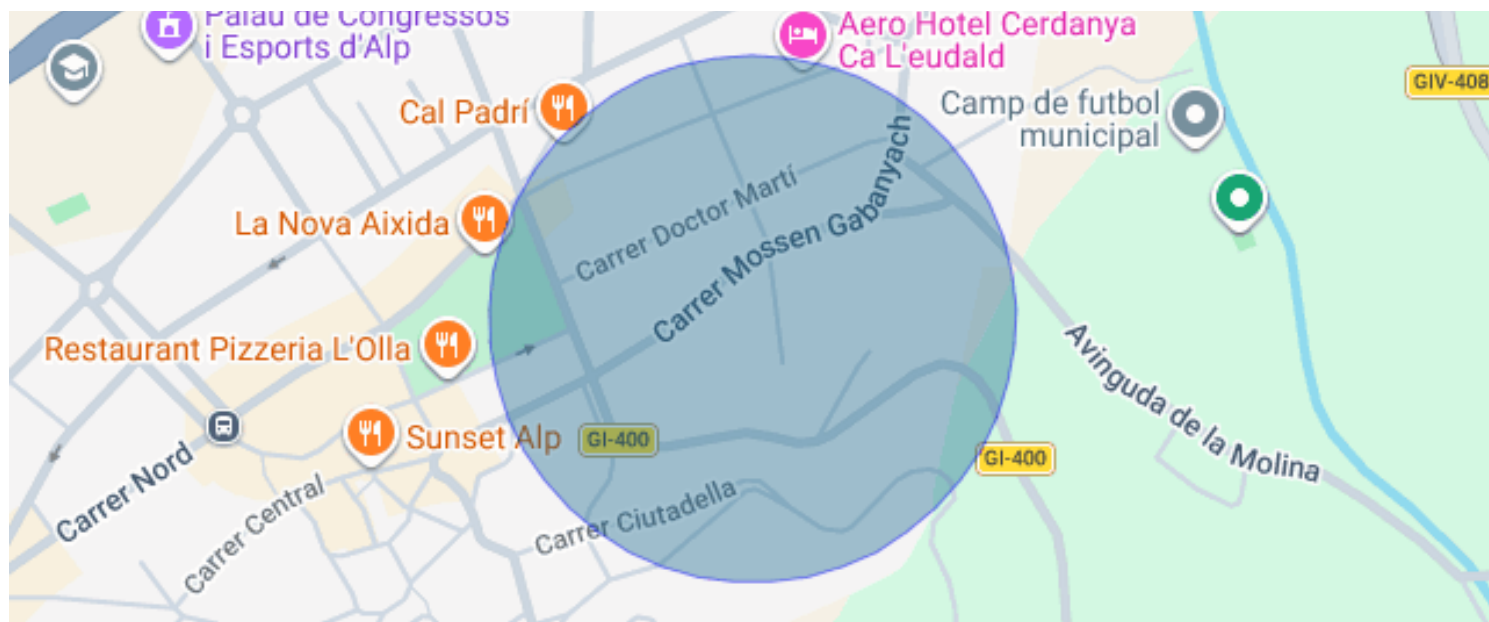 Palau de Congressos
i Esports d'Alp
Aero Hotel Cerdanya
Ca L'eudald
GIV-408
Cal Padrí
Camp de futbol
municipal
La Nova Aixida
Carrer Doctor Martí
Carrer Mossen Gabanyach
Restaurant Pizzeria L'Olla
Avinguda de la Molina
Sunset Alp
GI-400
GI-400
Carrer Nord
Carrer Central
Carrer Ciutadella